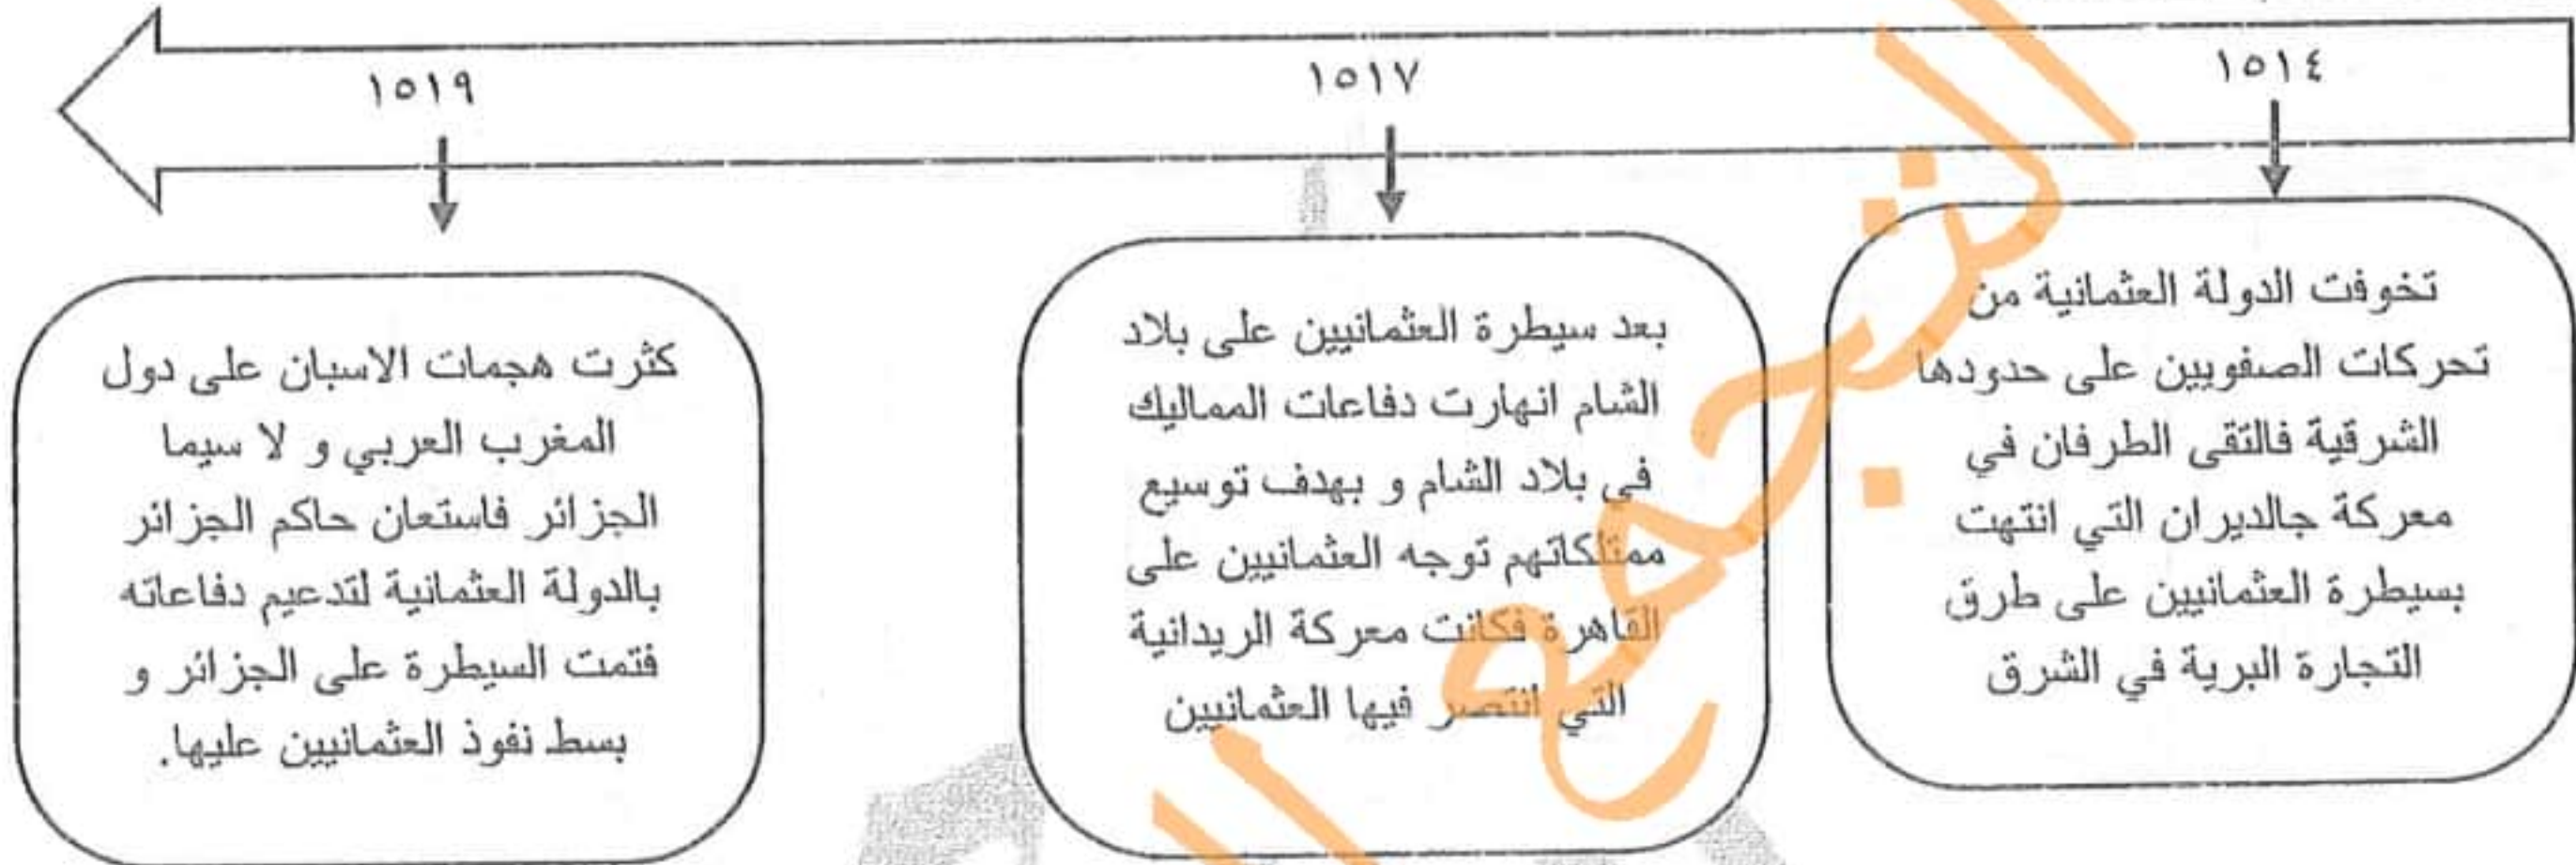 ١٥١٤
١٥١٧
١٥١٩
تخوفت الدولة العثمانية من
تحركات الصفويين على حدودها
الشرقية فالتقى الطرفان في
معركة جالديران التي انتهت
بسيطرة العثمانيين على طرق
التجارة البرية في الشرق
بعد سيطرة العثمانيين على بلاد
الشام انهارت دفاعات المماليك
في بلاد الشام و بهدف توسيع
ممتلكاتهم توجه العثمانيين على
القاهرة فكانت معركة الريدانية
التي انتصر فيها العثمانيين
كثرت هجمات الاسبان على دول
المغرب العربي و لا سيما
الجزائر فاستعان حاكم الجزائر
بالدولة العثمانية لتدعيم دفاعاته
فتمت السيطرة على الجزائر و
بسط نفوذ العثمانيين عليها.